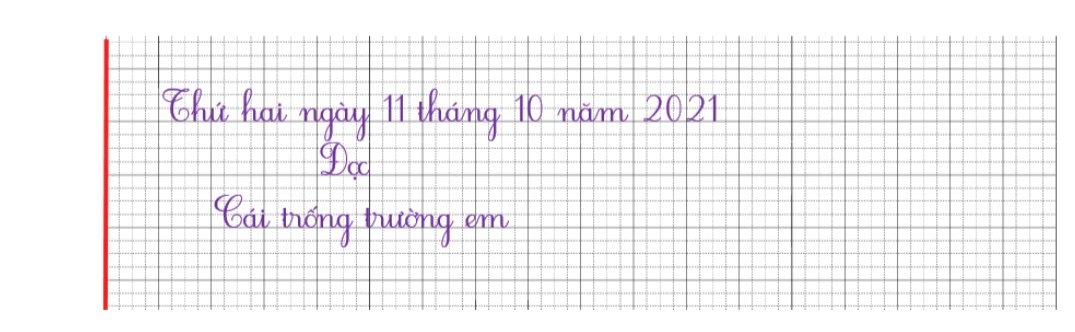 Thứ hai ngày 11 tháng 10 năm 2021
Đọc
Cái trống trường em